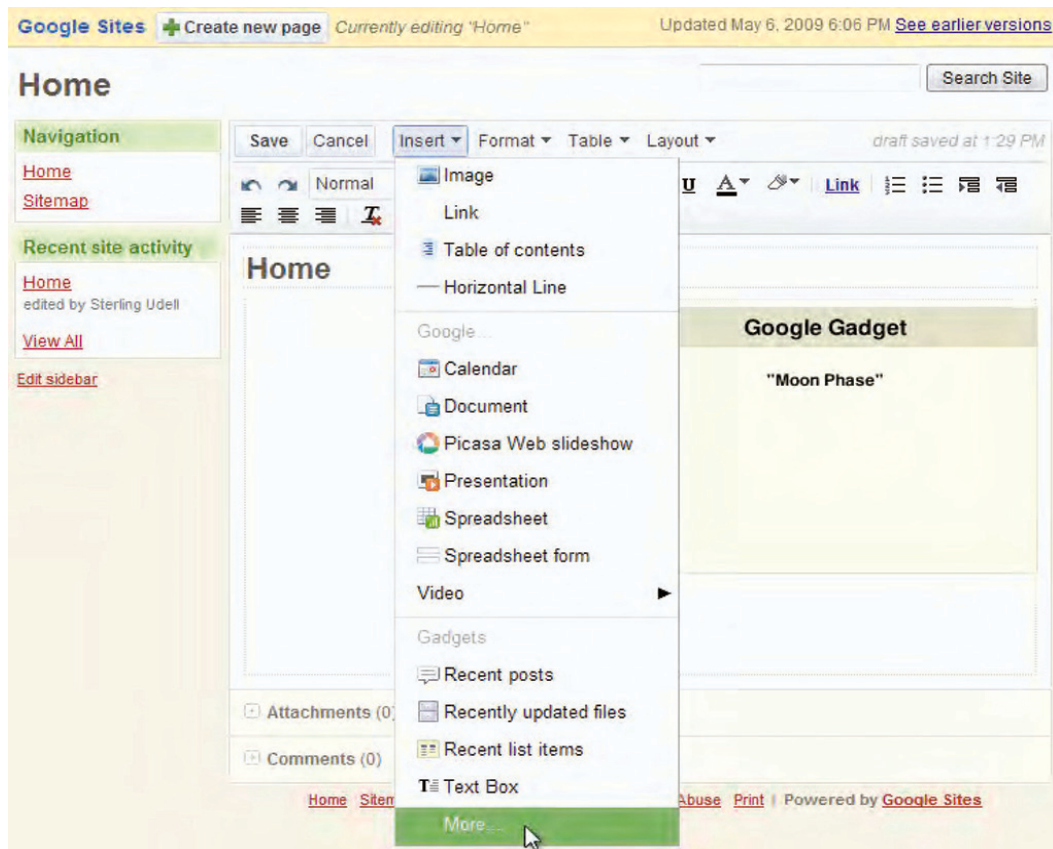 Google Sites Create new page Currently editing "Home" Updated May 6, 2009 6:06 PM See earlier versions
Home Search Site
Navigation
Home
Sitemap
Recent site activity
Home
edited by Sterling Udell
View All
Edit sidebar
Save Cancel Insert Format Table Layout draft saved at 1:29 PM
Normal U A Link
T
Home
Image
Link
Table of contents
Horizontal Line
Google...
Calendar
Document
Picasa Web slideshow
Presentation
Spreadsheet
Spreadsheet form
Video
Gadgets
Recent posts
Recently updated files
Recent list items
T Text Box
More...
Google Gadget
"Moon Phase"
Attachments (0)
Comments (0)
Home Abuse Print | Powered by Google Sites